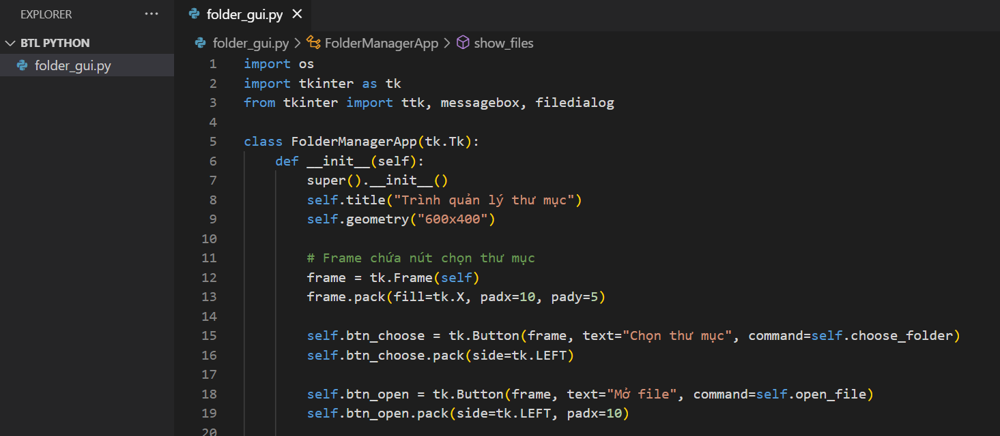 EXPLORER ...
BTL PYTHON
folder_gui.py
folder_gui.py
folder_gui.py > FolderManagerApp > show_files
1 import os
2 import tkinter as tk
3 from tkinter import ttk, messagebox, filedialog
4
5 class FolderManagerApp(tk.Tk):
6     def __init__(self):
7         super().__init__()
8         self.title("Trình quản lý thư mục")
9         self.geometry("600x400")
10
11         # Frame chứa nút chọn thư mục
12         frame = tk.Frame(self)
13         frame.pack(fill=tk.X, padx=10, pady=5)
14
15         self.btn_choose = tk.Button(frame, text="Chọn thư mục", command=self.choose_folder)
16         self.btn_choose.pack(side=tk.LEFT)
17
18         self.btn_open = tk.Button(frame, text="Mở file", command=self.open_file)
19         self.btn_open.pack(side=tk.LEFT, padx=10)
20